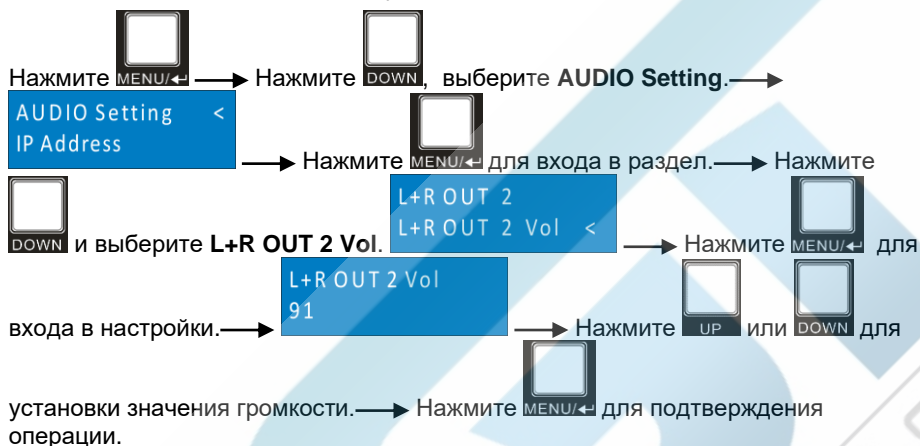 Нажмите MENU/↵ → Нажмите DOWN, выберите AUDIO Setting. →
AUDIO Setting <
IP Address
→ Нажмите MENU/↵ для входа в раздел. → Нажмите
DOWN и выберите L+R OUT 2 Vol.
L+R OUT 2
L+R OUT 2 Vol <
→ Нажмите MENU/↵ для
входа в настройки. →
L+R OUT 2 Vol
91
→ Нажмите UP или DOWN для
установки значения громкости. → Нажмите MENU/↵ для подтверждения
операции.